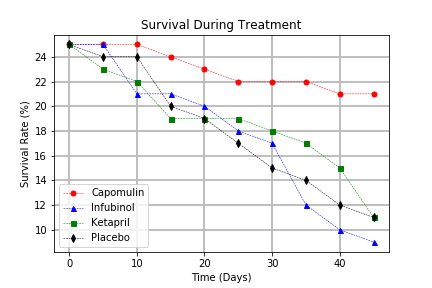 Survival During Treatment
Survival Rate (%)
24
22
20
18
16
14
12
10
Capomulin
Infubinol
Ketapril
Placebo
0
10
20
30
40
Time (Days)